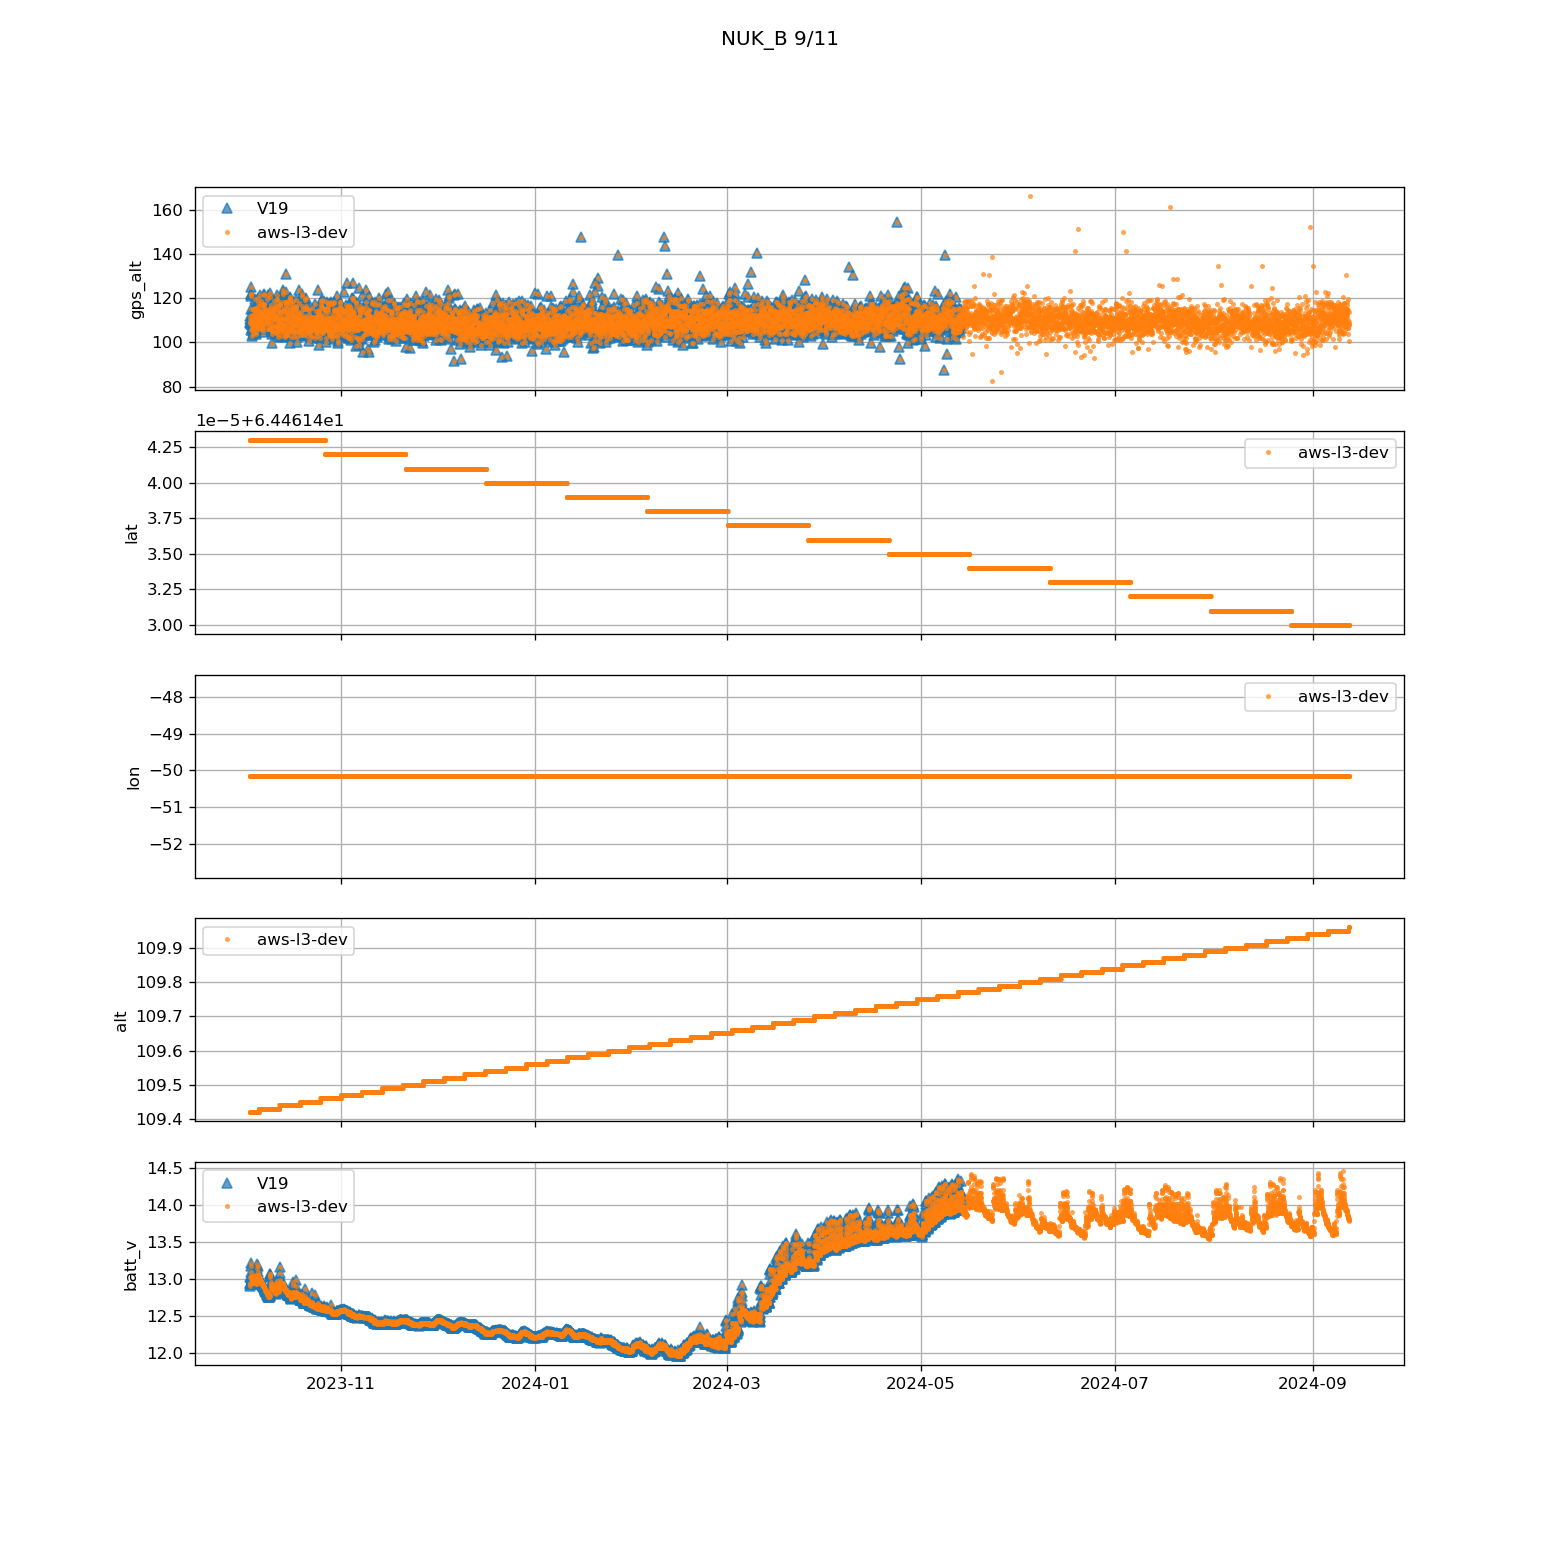 NUK_B 9/11
V19
aws-l3-dev
gps_alt
160
140
120
100
80
1e−5+6.44614e1
aws-l3-dev
lat
4.25
4.00
3.75
3.50
3.25
3.00
aws-l3-dev
lon
−48
−49
−50
−51
−52
aws-l3-dev
alt
109.9
109.8
109.7
109.6
109.5
109.4
V19
aws-l3-dev
batt_v
14.5
14.0
13.5
13.0
12.5
12.0
2023-11 2024-01 2024-03 2024-05 2024-07 2024-09